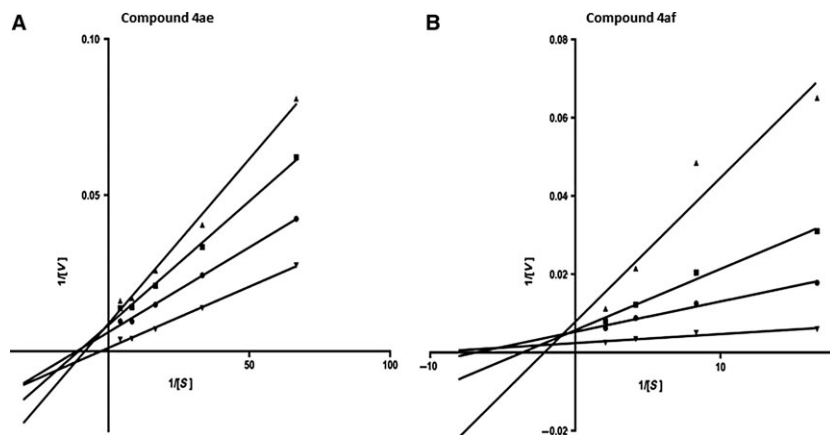 A
Compound 4ae
0.10
0.05
1/[V]
50
100
1/[S]
B
Compound 4af
0.08
0.06
0.04
1/[V]
0.02
–10
10
1/[S]
–0.02